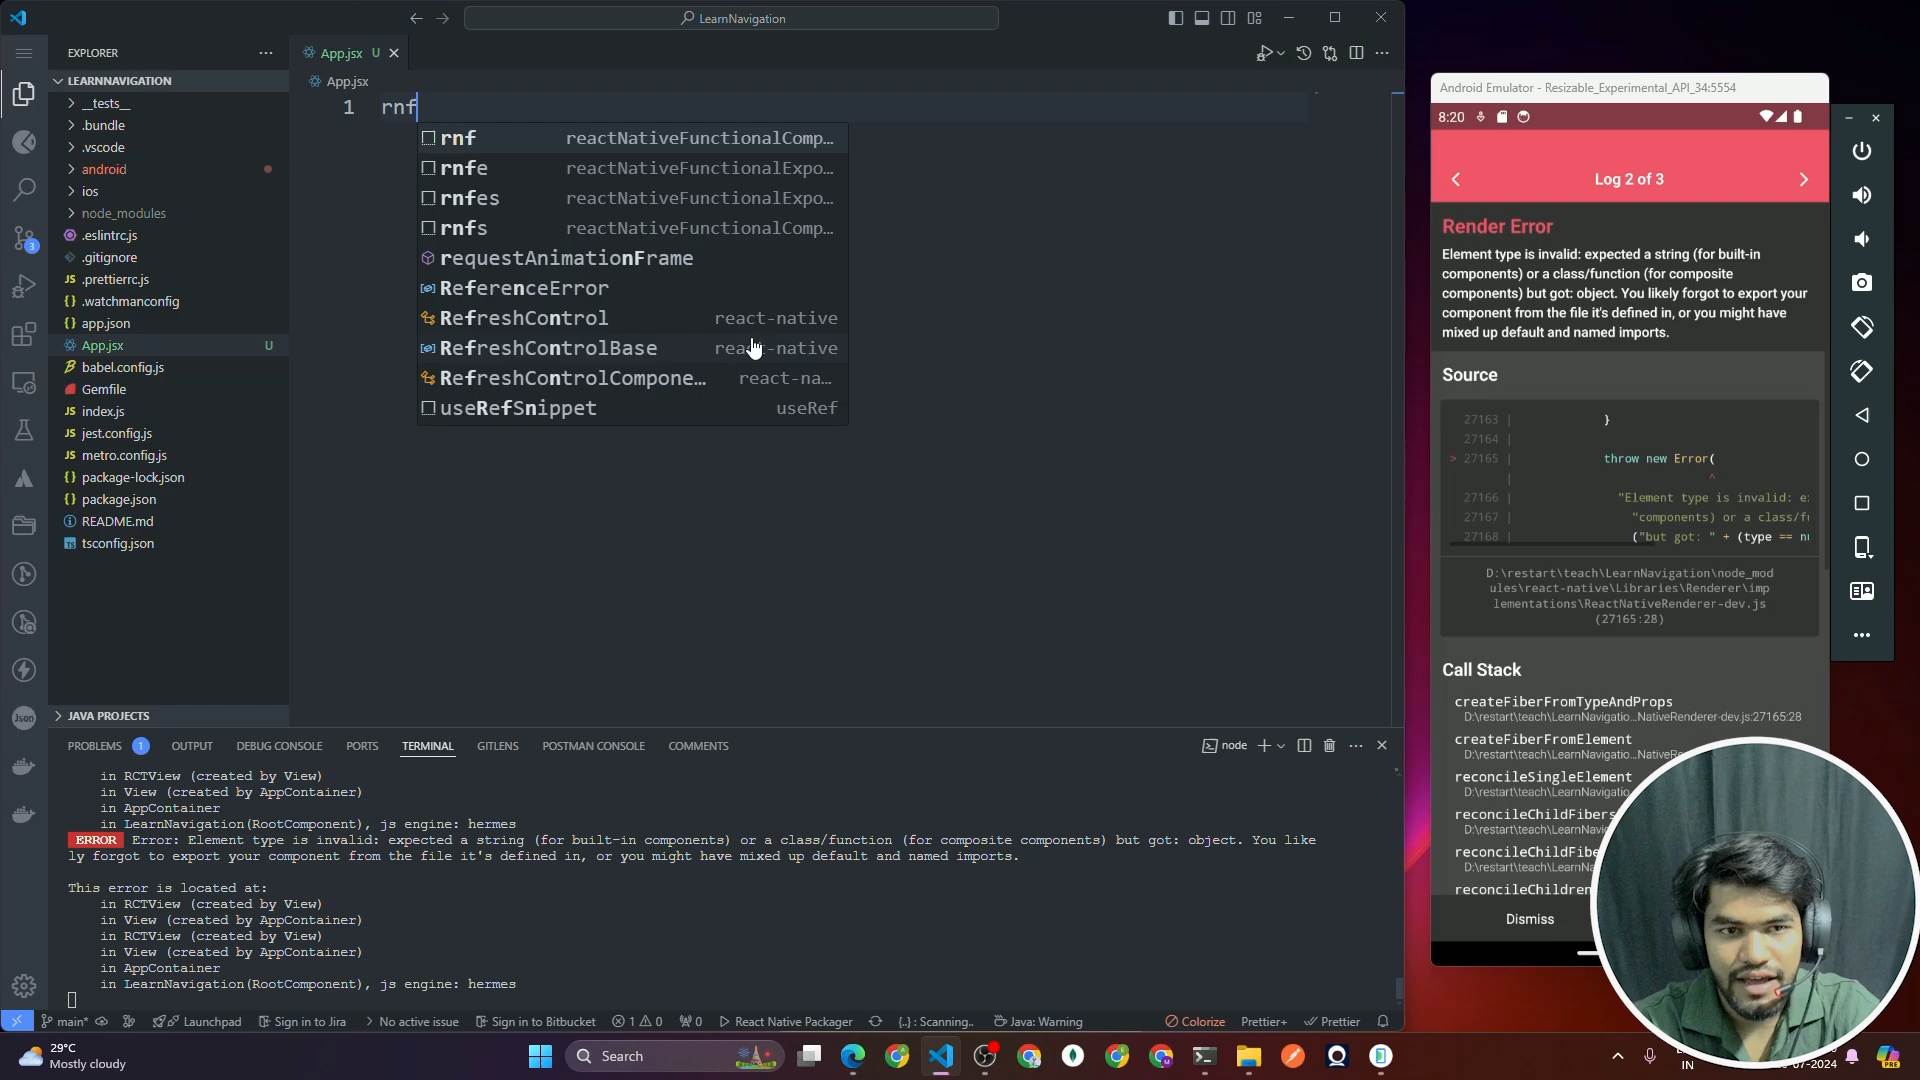 LearnNavigation
EXPLORER
App.jsx U
LEARNNAVIGATION
__tests__
.bundle
.vscode
android
ios
node_modules
.eslintrc.js
.gitignore
JS .prettierrc.js
{} .watchmanconfig
{} app.json
App.jsx U
babel.config.js
Gemfile
JS index.js
JS jest.config.js
JS metro.config.js
{} package-lock.json
{} package.json
README.md
TS tsconfig.json
JAVA PROJECTS
App.jsx
1 rnf
rnf reactNativeFunctionalComp...
rnfe reactNativeFunctionalExpo...
rnfes reactNativeFunctionalExpo...
rnfs reactNativeFunctionalComp...
requestAnimationFrame
ReferenceError
RefreshControl react-native
RefreshControlBase react-native
RefreshControlCompone... react-na...
useRefSnippet useRef
PROBLEMS 1 OUTPUT DEBUG CONSOLE PORTS TERMINAL GITLENS POSTMAN CONSOLE COMMENTS
node
in RCTView (created by View)
in View (created by AppContainer)
in AppContainer
in LearnNavigation(RootComponent), js engine: hermes
ERROR Error: Element type is invalid: expected a string (for built-in components) or a class/function (for composite components) but got: object. You like
ly forgot to export your component from the file it's defined in, or you might have mixed up default and named imports.
This error is located at:
in RCTView (created by View)
in View (created by AppContainer)
in RCTView (created by View)
in View (created by AppContainer)
in AppContainer
in LearnNavigation(RootComponent), js engine: hermes
main* Launchpad Sign in to Jira No active issue Sign in to Bitbucket 1 0 0 React Native Packager {..} : Scanning.. Java: Warning Colorize Prettier+ Prettier
Android Emulator - Resizable_Experimental_API_34:5554
8:20
Log 2 of 3
Render Error
Element type is invalid: expected a string (for built-in
components) or a class/function (for composite
components) but got: object. You likely forgot to export your
component from the file it's defined in, or you might have
mixed up default and named imports.
Source
27163 | }
27164 |
> 27165 | throw new Error(
| ^
27166 | "Element type is invalid: e
27167 | "components) or a class/f
27168 | ("but got: " + (type == n
D:\restart\teach\LearnNavigation\node_mod
ules\react-native\Libraries\Renderer\imp
lementations\ReactNativeRenderer-dev.js
(27165:28)
Call Stack
createFiberFromTypeAndProps
D:\restart\teach\LearnNavigatio...NativeRenderer-dev.js:27165:28
createFiberFromElement
D:\restart\teach\LearnNavigatio...NativeR
reconcileSingleElement
D:\restart\teach\LearnNavigatio
reconcileChildFibers
D:\restart\teach\LearnNa
reconcileChildFibe
D:\restart\teach\LearnNa
reconcileChildren
Dismiss
29°C
Mostly cloudy
Search
IN
-07-2024
PRE